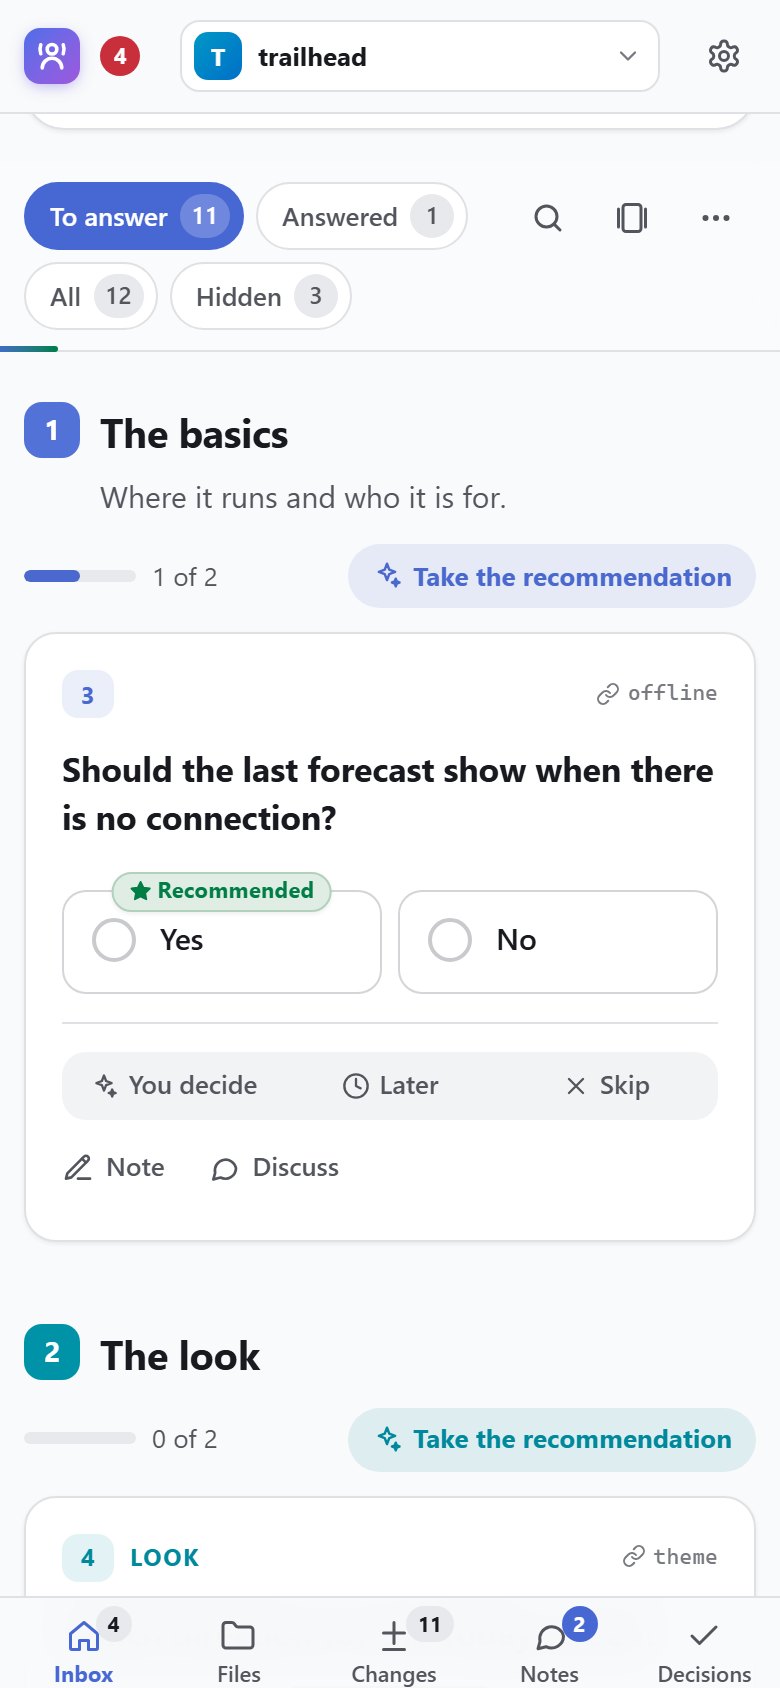 4
T trailhead
To answer 11
Answered 1
All 12
Hidden 3
1 The basics
Where it runs and who it is for.
1 of 2
Take the recommendation
3
offline
Should the last forecast show when there
is no connection?
Recommended
Yes
No
You decide
Later
Skip
Note
Discuss
2 The look
0 of 2
Take the recommendation
4 LOOK
theme
4
Inbox
Files
11
Changes
2
Notes
Decisions